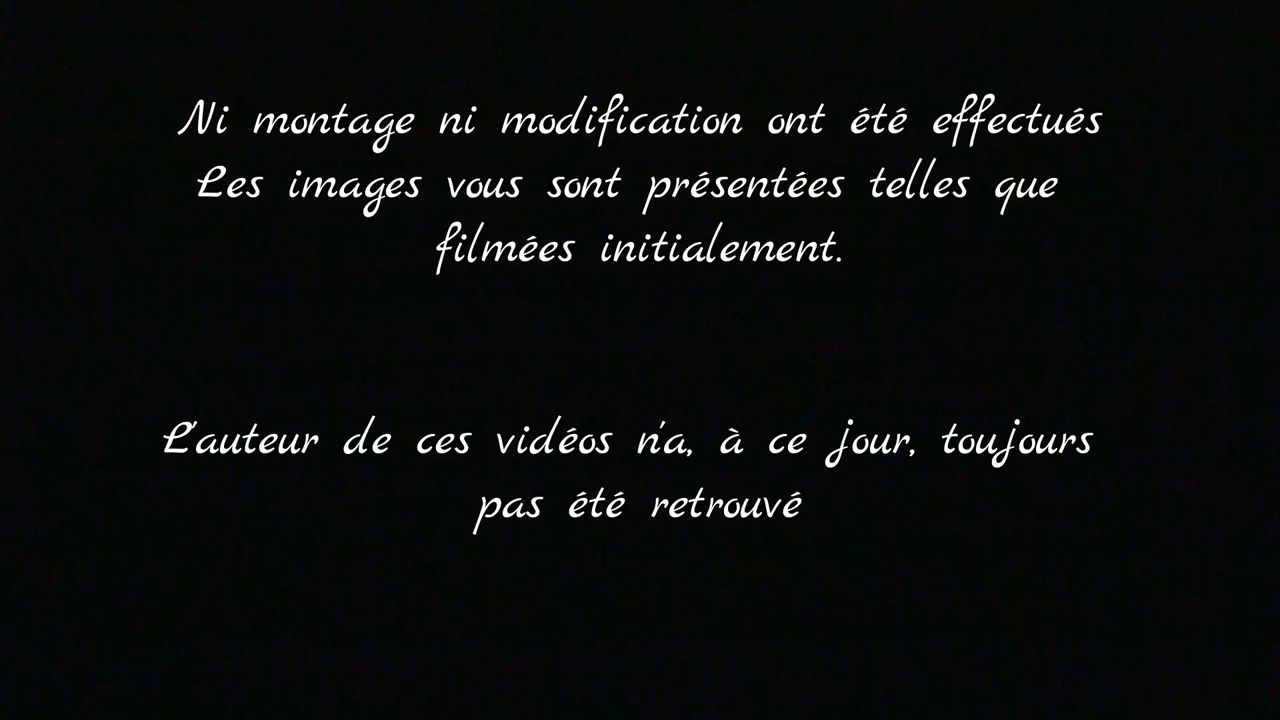 Ni montage ni modification ont été effectués
Les images vous sont présentées telles que
filmées initialement.
L'auteur de ces vidéos n'a, à ce jour, toujours
pas été retrouvé